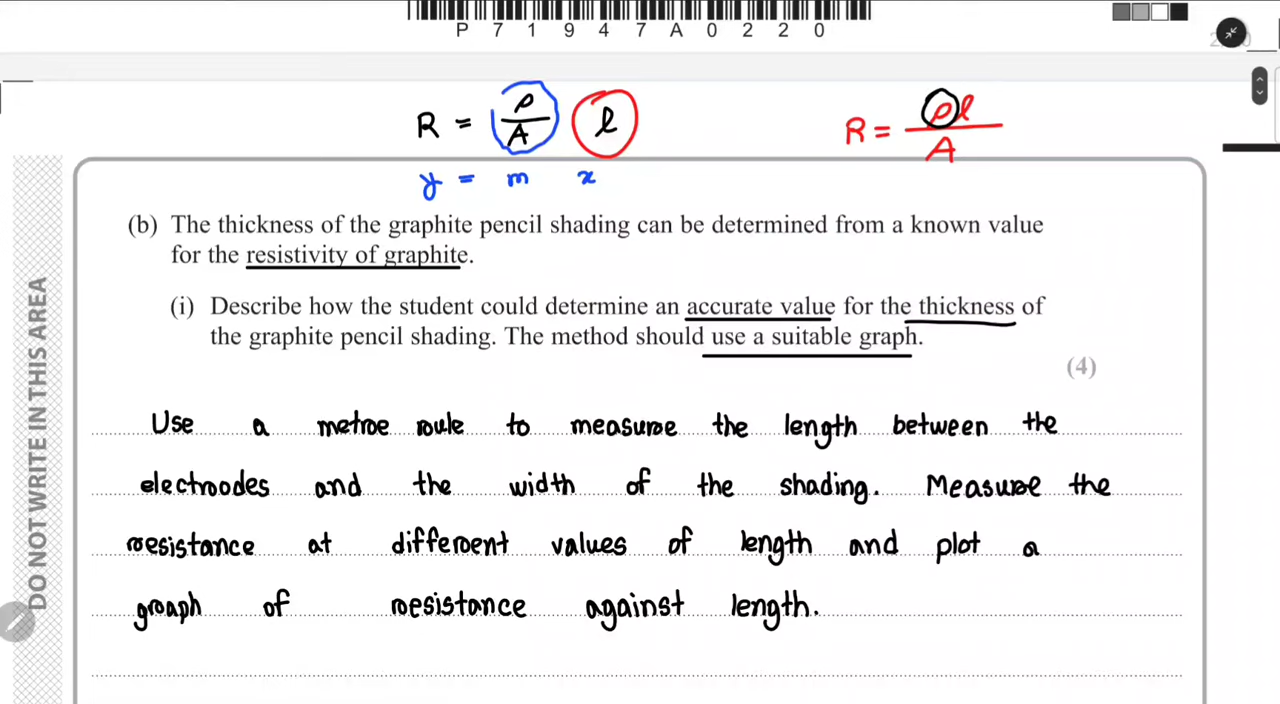 P 7 1 9 4 7 A 0 2 2 0
R = ρ/A l
R = ρl/A
y = m x
(b) The thickness of the graphite pencil shading can be determined from a known value
for the resistivity of graphite.
(i) Describe how the student could determine an accurate value for the thickness of
the graphite pencil shading. The method should use a suitable graph.
(4)
Use a metre rule to measure the length between the
electrodes and the width of the shading. Measure the
resistance at different values of length and plot a
graph of resistance against length.
DO NOT WRITE IN THIS AREA